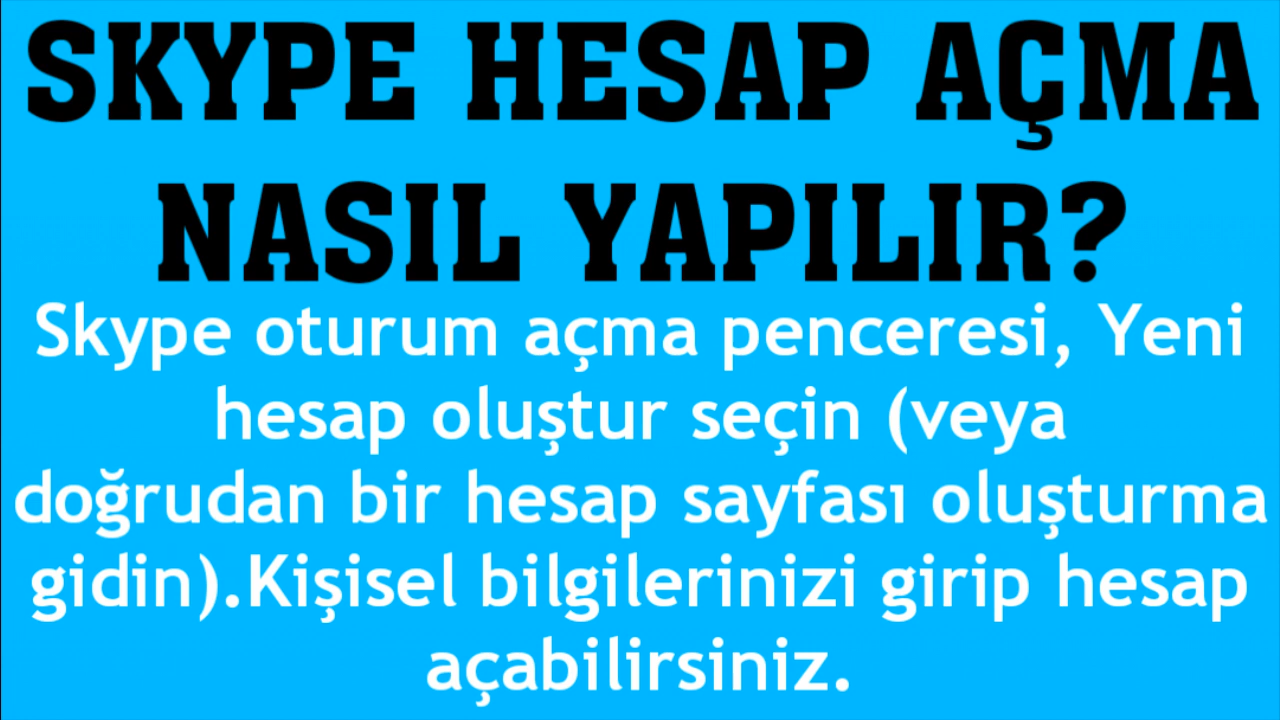 SKYPE HESAP AÇMA
NASIL YAPILIR?
Skype oturum açma penceresi, Yeni
hesap oluştur seçin (veya
doğrudan bir hesap sayfası oluşturma
gidin).Kişisel bilgilerinizi girip hesap
açabilirsiniz.